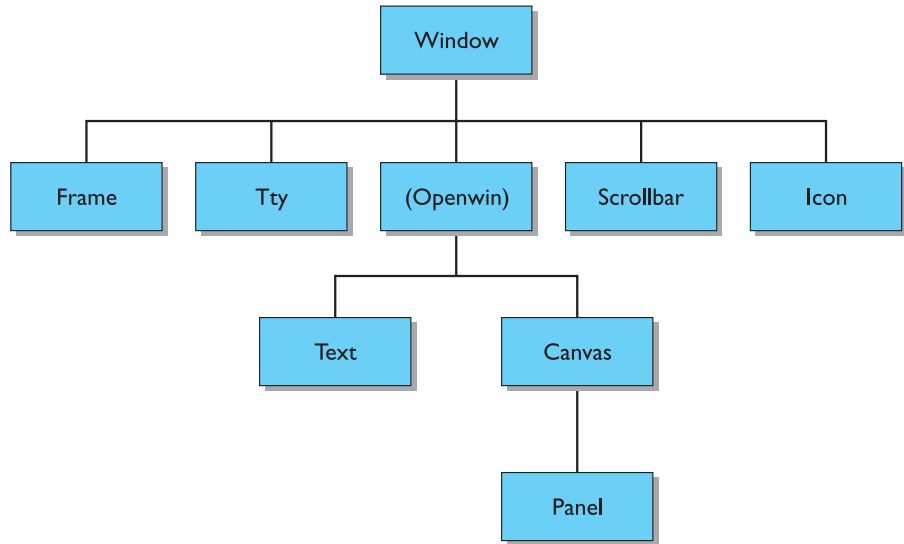 Window
Frame
Tty
(Openwin)
Scrollbar
Icon
Text
Canvas
Panel